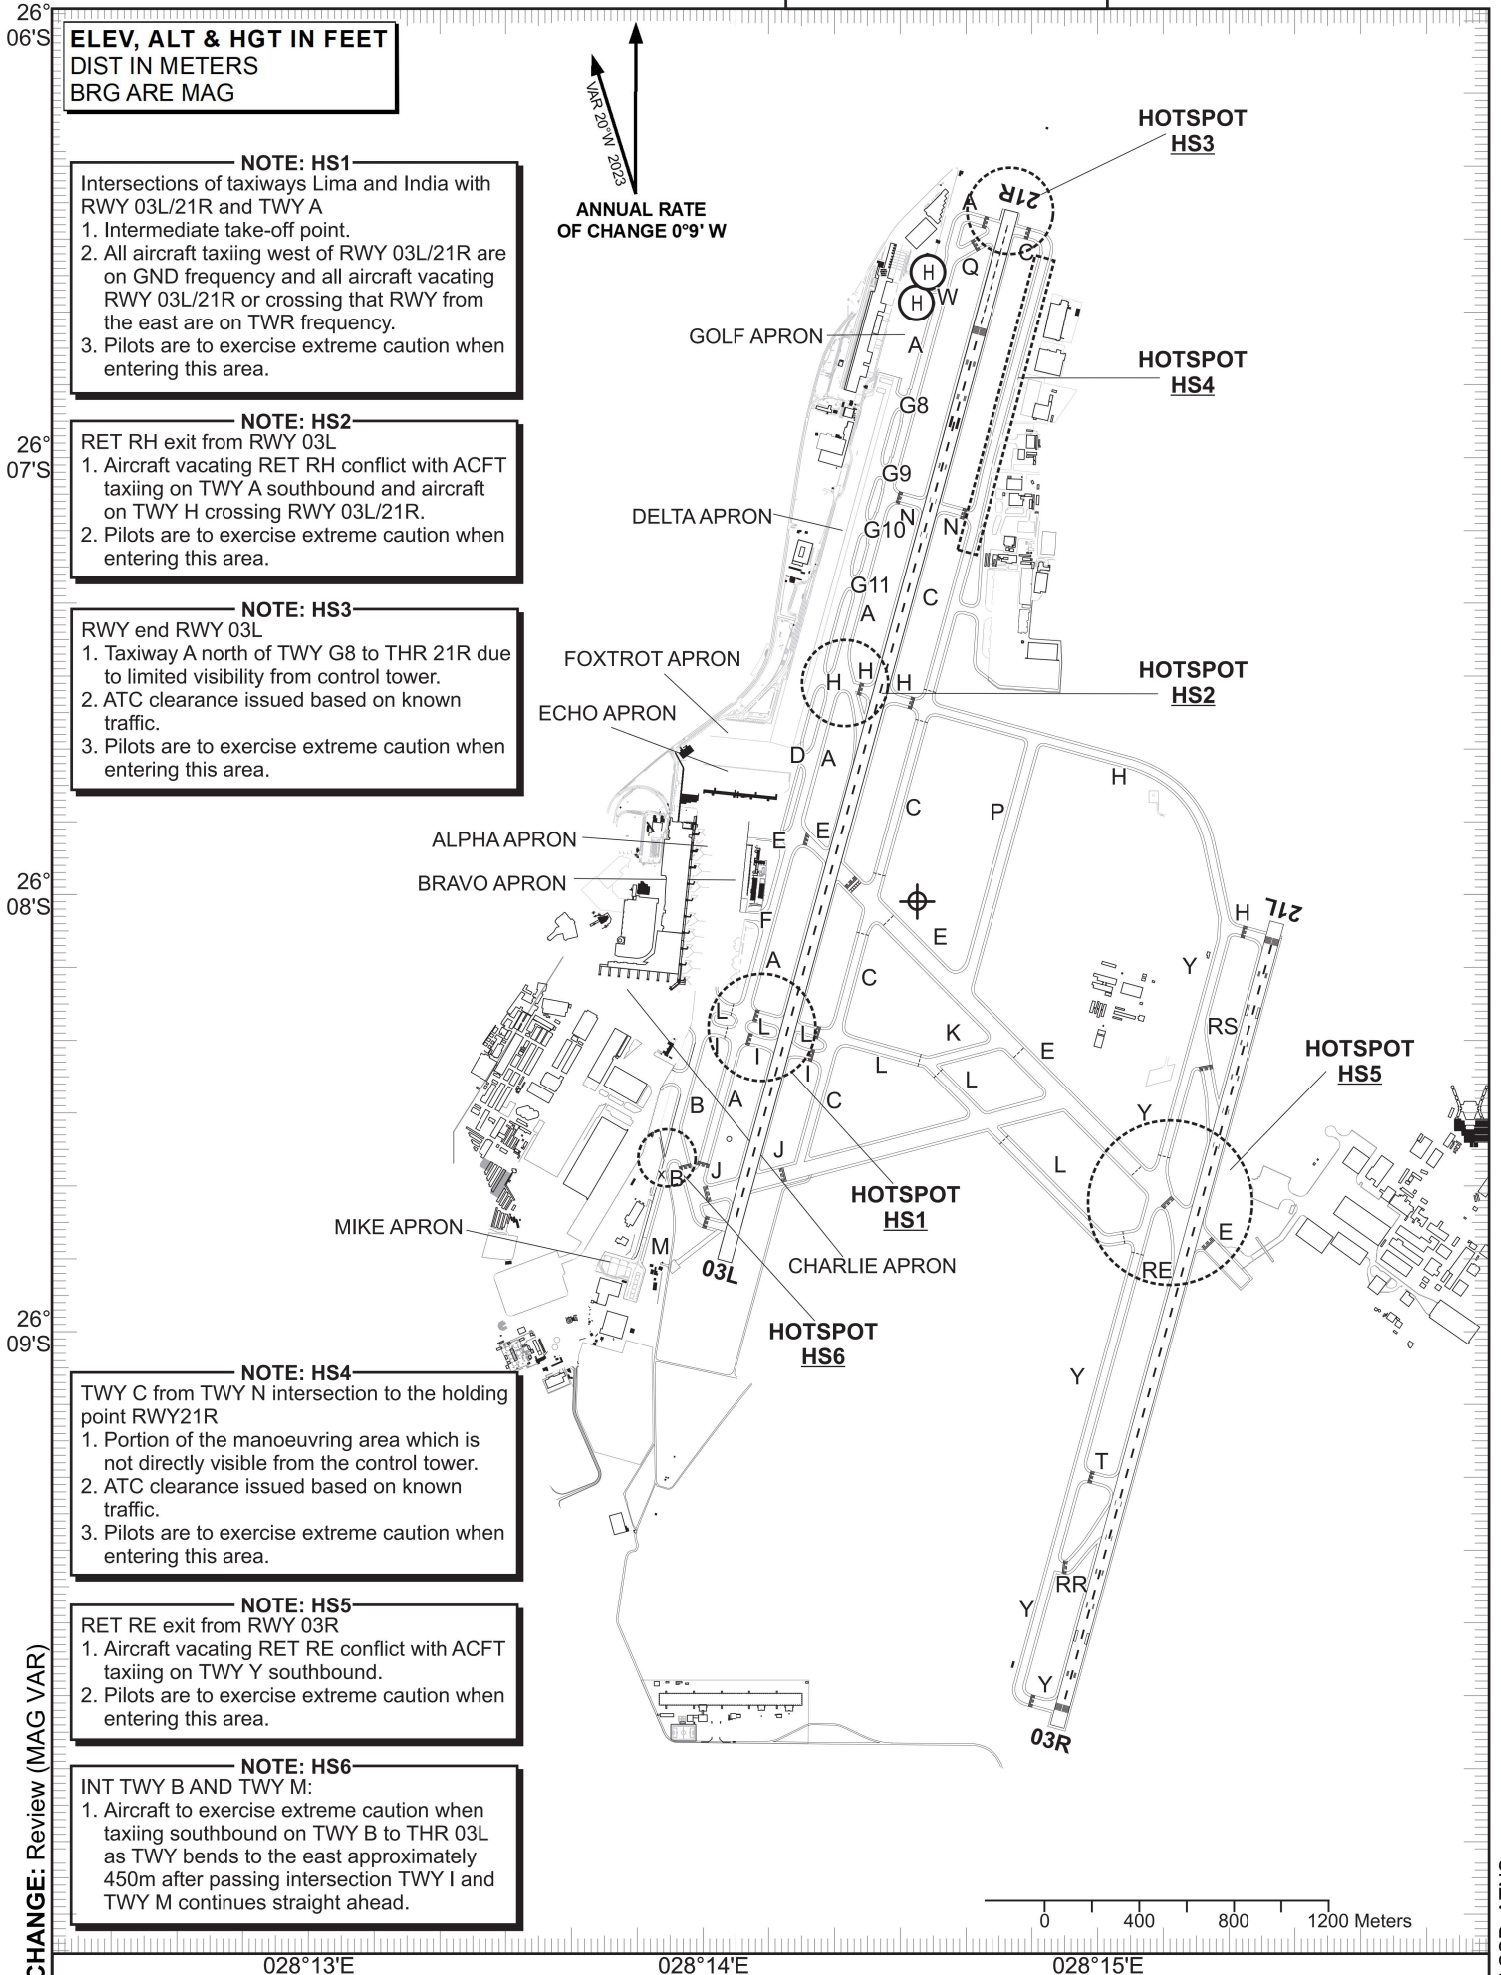 26°
06'S
ELEV, ALT & HGT IN FEET
DIST IN METERS
BRG ARE MAG
VAR 20°W 2023
ANNUAL RATE
OF CHANGE 0°9' W
NOTE: HS1
Intersections of taxiways Lima and India with
RWY 03L/21R and TWY A
1. Intermediate take-off point.
2. All aircraft taxiing west of RWY 03L/21R are
on GND frequency and all aircraft vacating
RWY 03L/21R or crossing that RWY from
the east are on TWR frequency.
3. Pilots are to exercise extreme caution when
entering this area.
NOTE: HS2
RET RH exit from RWY 03L
1. Aircraft vacating RET RH conflict with ACFT
taxiing on TWY A southbound and aircraft
on TWY H crossing RWY 03L/21R.
2. Pilots are to exercise extreme caution when
entering this area.
26°
07'S
NOTE: HS3
RWY end RWY 03L
1. Taxiway A north of TWY G8 to THR 21R due
to limited visibility from control tower.
2. ATC clearance issued based on known
traffic.
3. Pilots are to exercise extreme caution when
entering this area.
26°
08'S
26°
09'S
NOTE: HS4
TWY C from TWY N intersection to the holding
point RWY21R
1. Portion of the manoeuvring area which is
not directly visible from the control tower.
2. ATC clearance issued based on known
traffic.
3. Pilots are to exercise extreme caution when
entering this area.
NOTE: HS5
RET RE exit from RWY 03R
1. Aircraft vacating RET RE conflict with ACFT
taxiing on TWY Y southbound.
2. Pilots are to exercise extreme caution when
entering this area.
NOTE: HS6
INT TWY B AND TWY M:
1. Aircraft to exercise extreme caution when
taxiing southbound on TWY B to THR 03L
as TWY bends to the east approximately
450m after passing intersection TWY I and
TWY M continues straight ahead.
CHANGE: Review (MAG VAR)
HOTSPOT
HS3
21R
A
C
Q
H
H
W
GOLF APRON
A
HOTSPOT
HS4
G8
G9
DELTA APRON
N
N
G10
G11
C
A
FOXTROT APRON
H
H
H
HOTSPOT
HS2
ECHO APRON
D
A
H
C
P
ALPHA APRON
E
E
BRAVO APRON
F
E
H
21L
A
C
Y
L
L
L
K
RS
I
I
I
L
E
L
HOTSPOT
HS5
B
A
C
Y
J
J
B
L
HOTSPOT
HS1
MIKE APRON
M
E
03L
CHARLIE APRON
RE
HOTSPOT
HS6
Y
T
RR
Y
Y
03R
0
400
800
1200 Meters
028°13'E
028°14'E
028°15'E